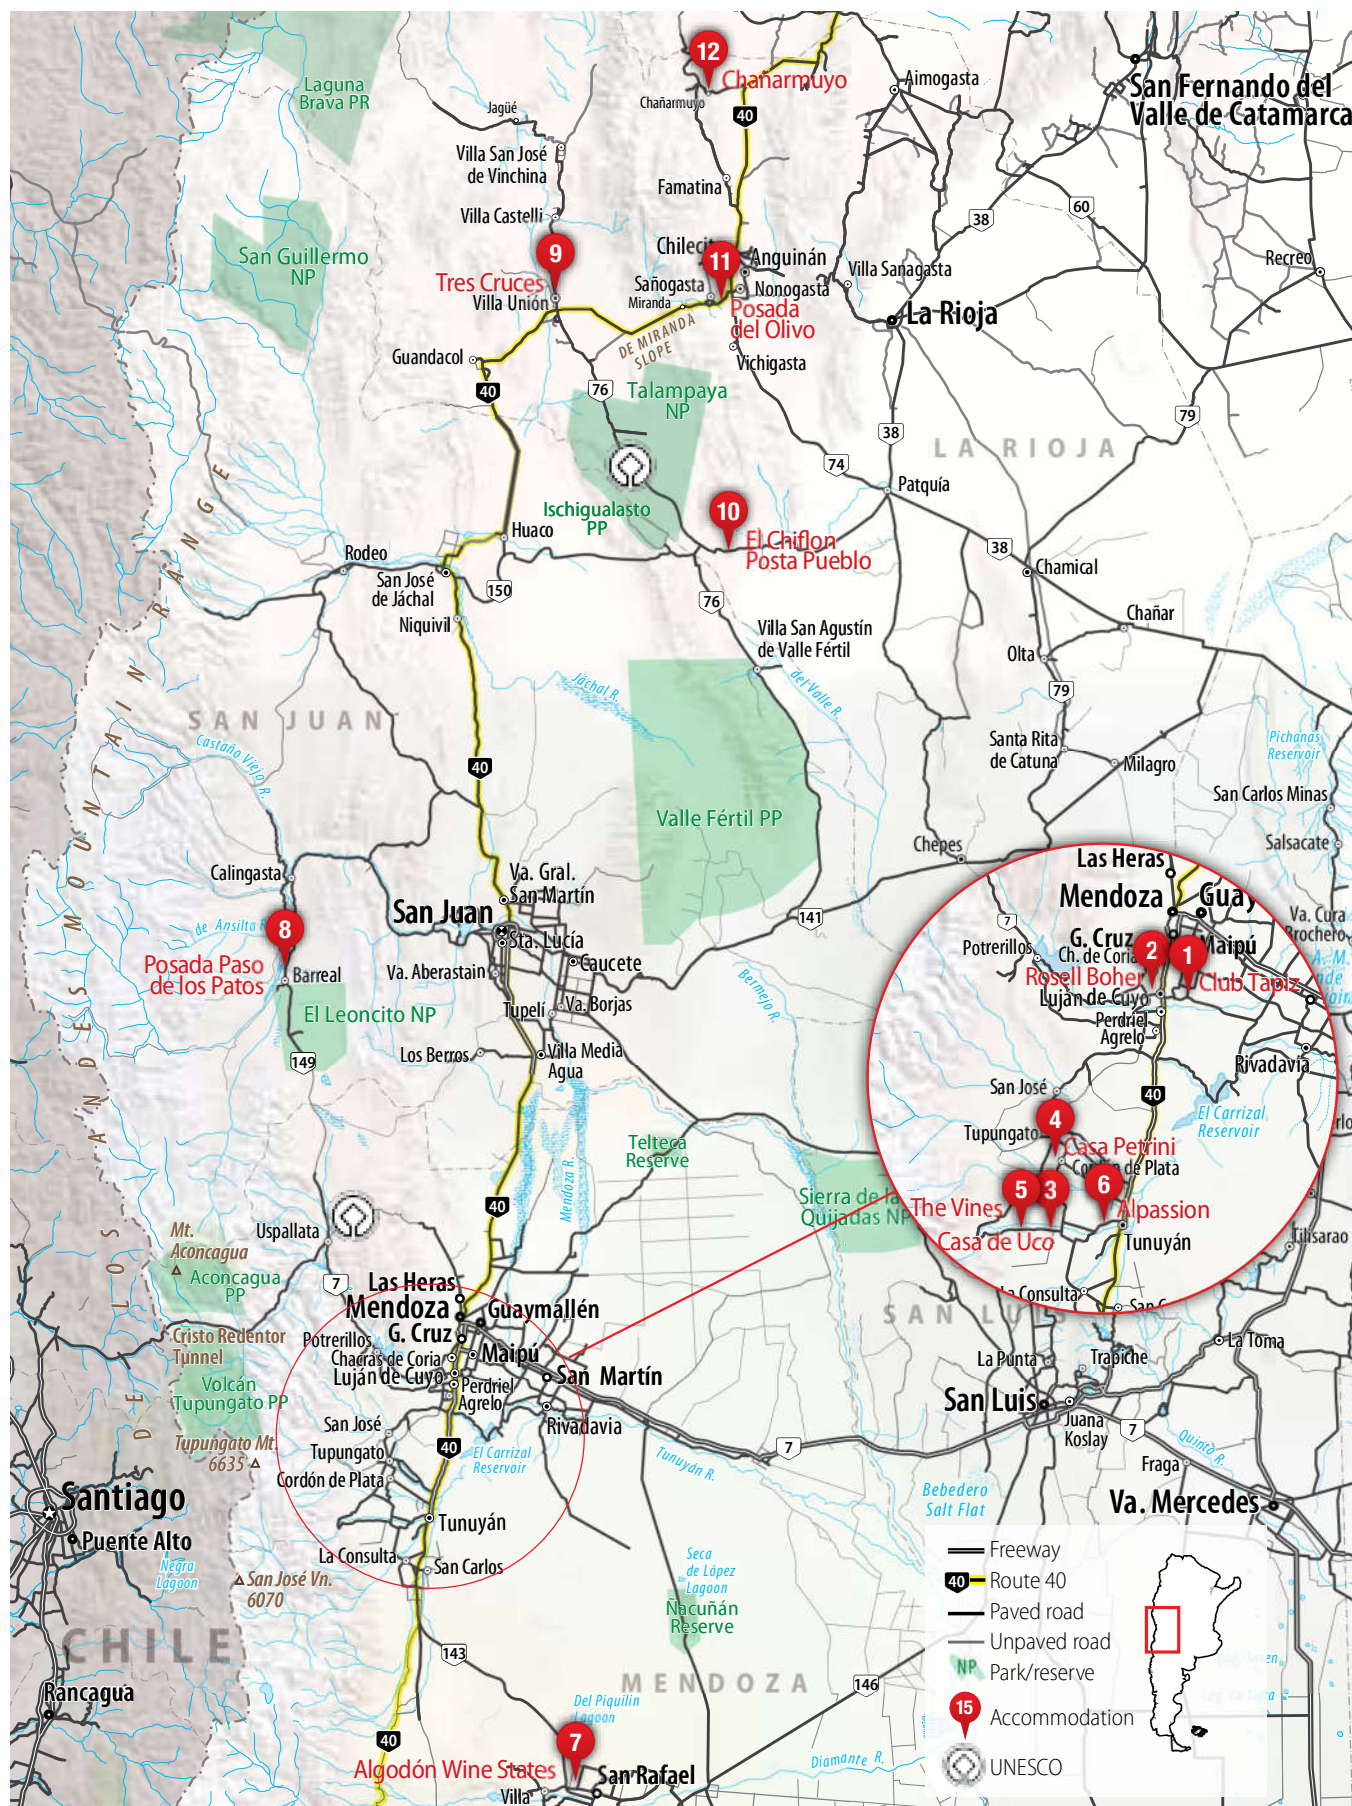 12
Chañarmuyo
Chañarmuyo
40
Aimogasta
San Fernando del
Valle de Catamarca
Laguna
Brava PR
Jagüé
Villa San José
de Vinchina
Famatina
Villa Castelli
38
60
San Guillermo
NP
9
Tres Cruces
Villa Unión
Chilecit
11
Anguinán
Sañogasta
Nonogasta
Miranda
Posada
del Olivo
DE MIRANDA
SLOPE
Vichigasta
Villa Sanagasta
Recreo
La Rioja
Guandacol
40
76
Talampaya
NP
38
79
LA RIOJA
74
Patquía
Ischigualasto
PP
10
El Chiflon
Posta Pueblo
Huaco
Rodeo
San José
de Jáchal
150
Niquivil
76
38
Chamical
Chañar
Villa San Agustín
de Valle Fértil
Olta
79
Jáchal R.
del Valle R.
SAN JUAN
Castaño Viejo R.
40
Santa Rita
de Catuna
Milagro
Pichanas
Reservoir
San Carlos Minas
Valle Fértil PP
Chepes
Salsacate
Calingasta
Va. Gral.
San Martín
San Juan
Sta. Lucía
141
Va. Cura
Brochero
de Ansilta R.
8
Posada Paso
de los Patos
Barreal
Va. Aberastain
Caucete
Tupelí
Va. Borjas
Bermejo R.
El Leoncito NP
149
Los Berros
Villa Media
Agua
ANDES MOUNTAIN RANGE
DE LOS
Las Heras
Mendoza
Guay
7
Potrerillos
G. Cruz
Ch. de Coria
2
1
Maipú
Rosell Boher
Club Tapiz
Luján de Cuyo
Perdriel
Agrelo
Rivadavia
San José
40
El Carrizal
Reservoir
4
Tupungato
Casa Petrini
Cordón de Plata
5
3
6
The Vines
Alpassion
Casa de Uco
Tunuyán
Consulta
Telteca
Reserve
Mendoza R.
Sierra de la
Quijadas NP
40
Uspallata
Mt.
Aconcagua
Aconcagua
PP
7
Tilisarao
Las Heras
Mendoza
Guaymallén
G. Cruz
Potrerillos
Chacras de Coria
Maipú
Luján de Cuyo
San Martín
Perdriel
Agrelo
Rivadavia
Cristo Redentor
Tunnel
Volcán
Tupungato PP
Tupungato Mt.
6635
San José
Tupungato
Cordón de Plata
40
El Carrizal
Reservoir
Tunuyán R.
7
SAN LUIS
La Punta
Trapiche
La Toma
San Luis
Juana
Koslay
7
Quinto R.
Fraga
Bebedero
Salt Flat
Va. Mercedes
Santiago
Puente Alto
Negra
Lagoon
San José Vn.
6070
Tunuyán
La Consulta
San Carlos
Seca
de López
Lagoon
Ñacuñán
Reserve
CHILE
Rancagua
143
MENDOZA
146
Del Piquilin
Lagoon
40
7
Algodón Wine States
San Rafael
Villa
Diamante R.
Freeway
40
Route 40
Paved road
Unpaved road
NP
Park/reserve
15
Accommodation
UNESCO